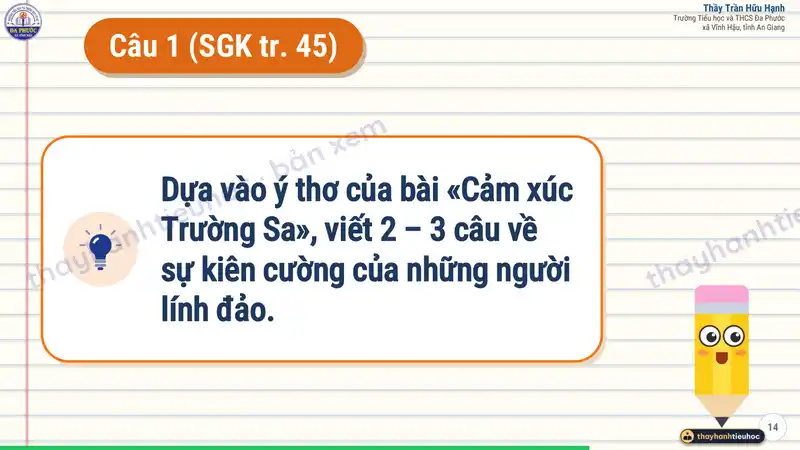 Thầy Trần Hữu Hạnh
Trường Tiểu học và THCS Đa Phước
xã Vĩnh Hậu, tỉnh An Giang
ĐA PHƯỚC
Câu 1 (SGK tr. 45)
Dựa vào ý thơ của bài «Cảm xúc
Trường Sa», viết 2 – 3 câu về
sự kiên cường của những người
lính đảo.
thayhanhtieuhoc
14